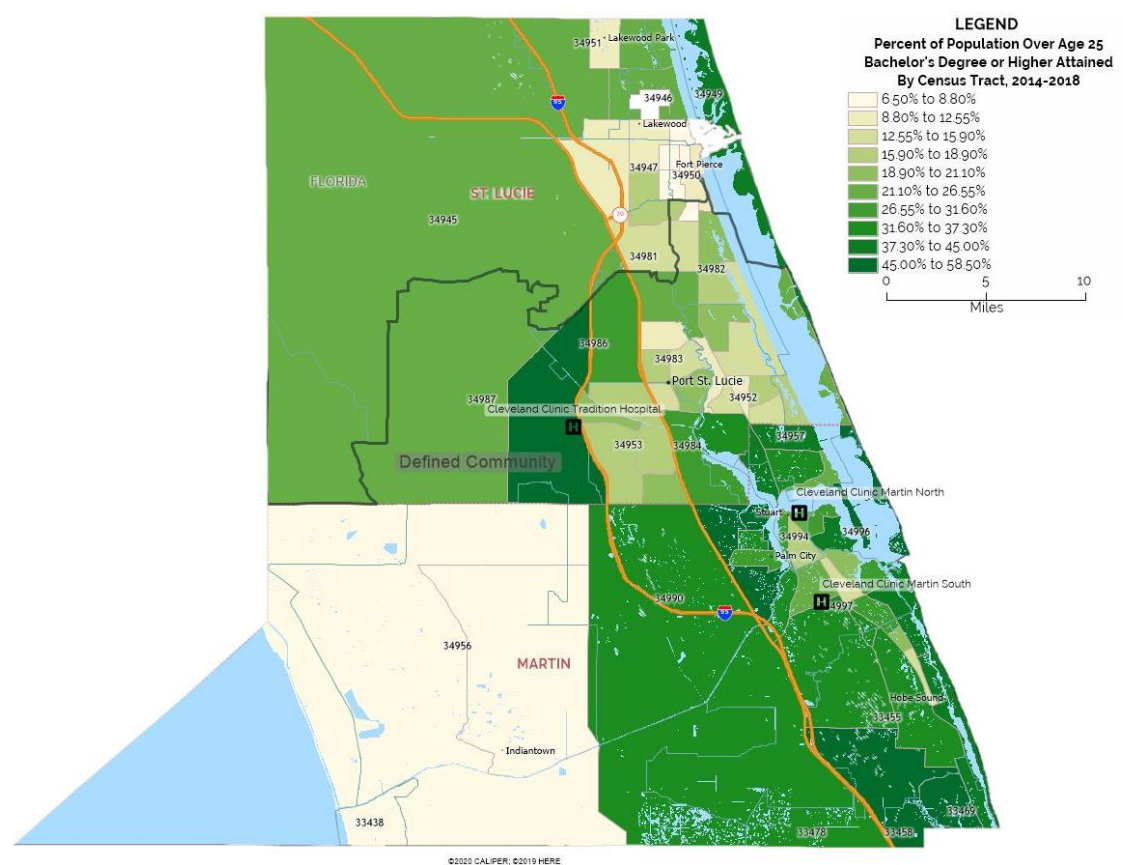 LEGEND
Percent of Population Over Age 25
Bachelor's Degree or Higher Attained
By Census Tract, 2014-2018
6.50% to 8.80%
8.80% to 12.55%
12.55% to 15.90%
15.90% to 18.90%
18.90% to 21.10%
21.10% to 26.55%
26.55% to 31.60%
31.60% to 37.30%
37.30% to 45.00%
45.00% to 58.50%
0 5 10
Miles
34951
Lakewood Park
95
34946
34949
Lakewood
34947
Fort Pierce
34950
FLORIDA
ST. LUCIE
34945
70
34981
34982
34986
34983
Port St. Lucie
34987
34952
Cleveland Clinic Tradition Hospital
H
34953
34984
34957
Defined Community
Cleveland Clinic Martin North
H
Stuart
34994
34996
Palm City
Cleveland Clinic Martin South
H
34990
34997
95
34956
MARTIN
Hobe Sound
33455
Indiantown
33438
33469
33478
33458
©2020 CALIPER; ©2019 HERE